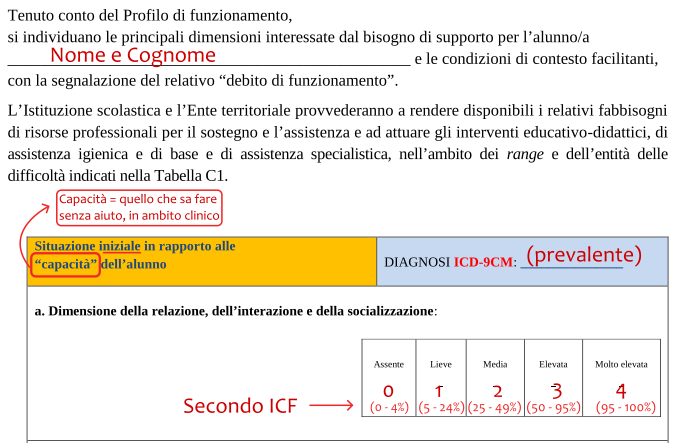 Tenuto conto del Profilo di funzionamento,
si individuano le principali dimensioni interessate dal bisogno di supporto per l'alunno/a
Nome e Cognome e le condizioni di contesto facilitanti,
con la segnalazione del relativo “debito di funzionamento”.
L'Istituzione scolastica e l'Ente territoriale provvederanno a rendere disponibili i relativi fabbisogni
di risorse professionali per il sostegno e l'assistenza e ad attuare gli interventi educativo-didattici, di
assistenza igienica e di base e di assistenza specialistica, nell'ambito dei range e dell'entità delle
difficoltà indicati nella Tabella C1.
Capacità = quello che sa fare
senza aiuto, in ambito clinico
Situazione iniziale in rapporto alle
“capacità” dell'alunno
DIAGNOSI ICD-9CM: (prevalente)
a. Dimensione della relazione, dell'interazione e della socializzazione:
Assente Lieve Media Elevata Molto elevata
0 1 2 3 4
Secondo ICF (0 - 4%) (5 - 24%) (25 - 49%) (50 - 95%) (95 - 100%)